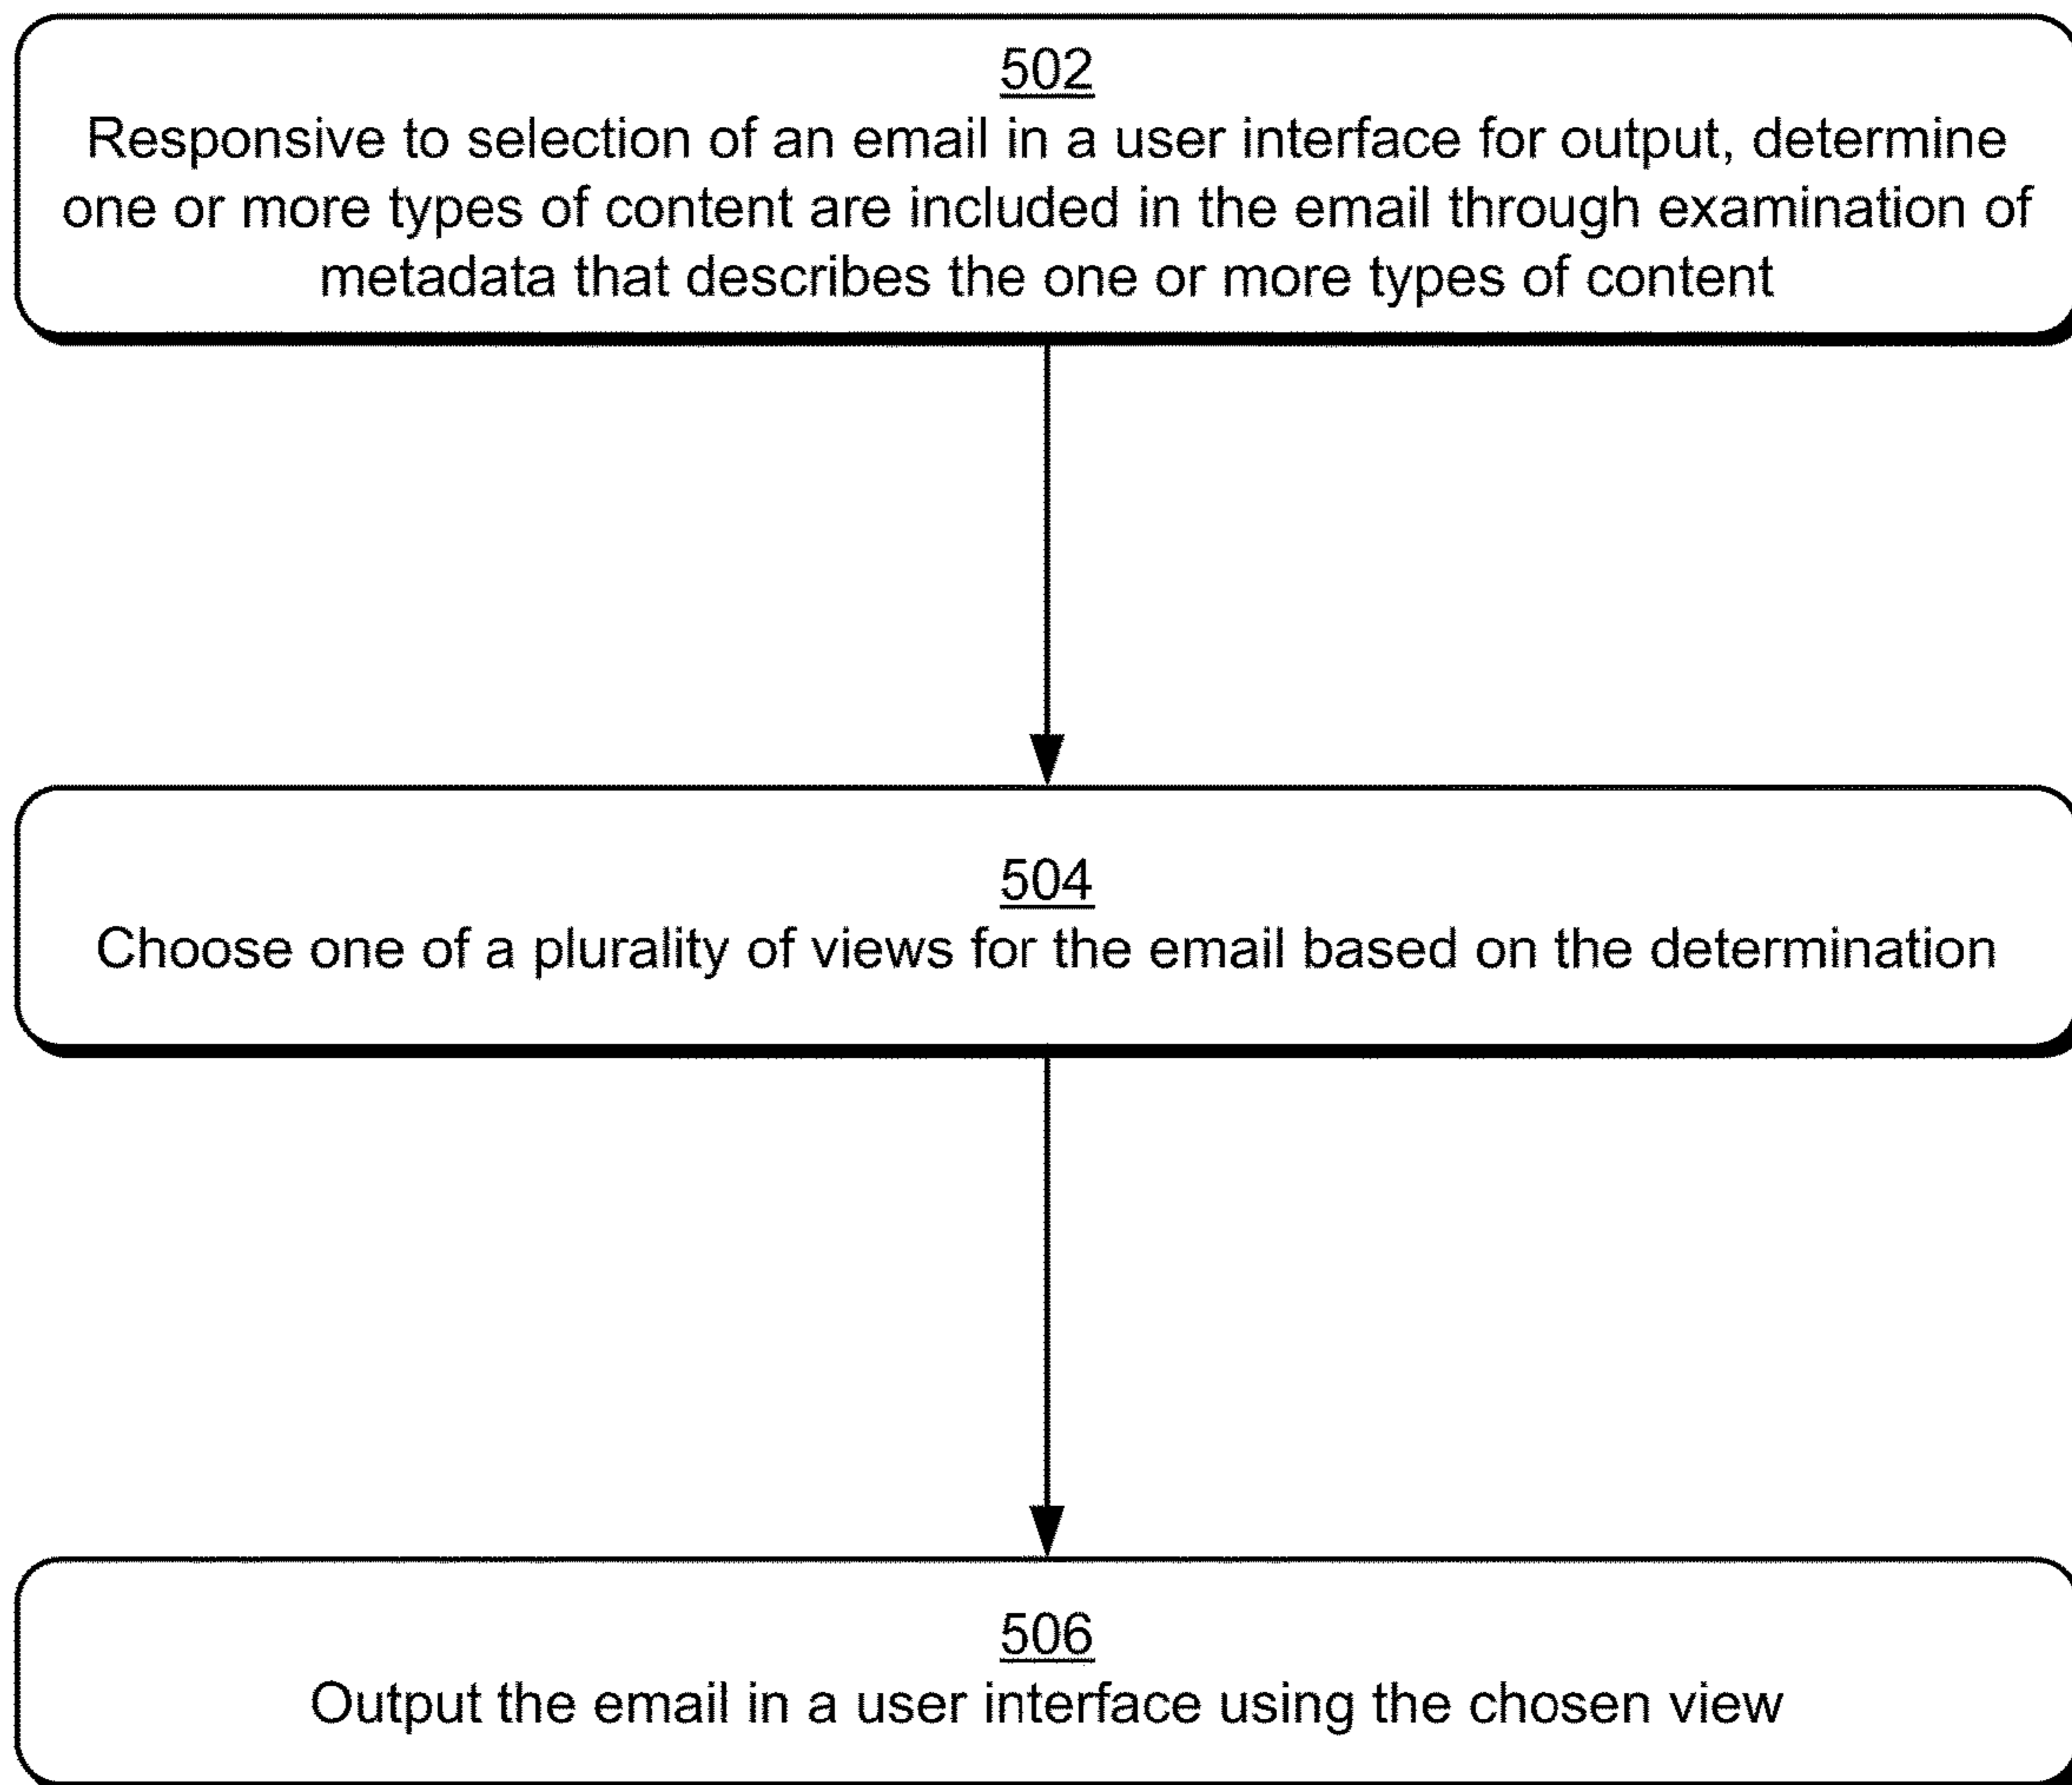 502
Responsive to selection of an email in a user interface for output, determine
one or more types of content are included in the email through examination of
metadata that describes the one or more types of content
504
Choose one of a plurality of views for the email based on the determination
506
Output the email in a user interface using the chosen view